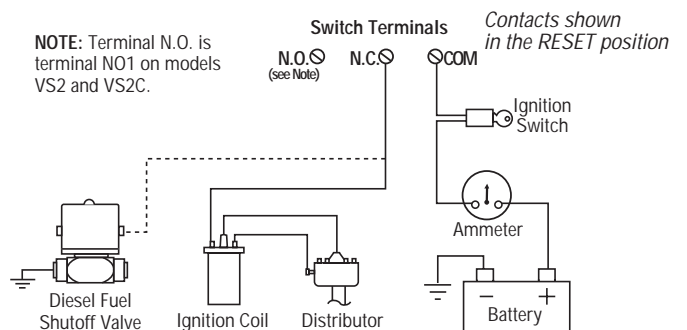 Switch Terminals
Contacts shown
in the RESET position
NOTE: Terminal N.O. is
terminal NO1 on models
VS2 and VS2C.
N.O. N.C. COM
(see Note)
Ignition
Switch
Ammeter
Diesel Fuel
Shutoff Valve
Ignition Coil
Distributor
− +
Battery